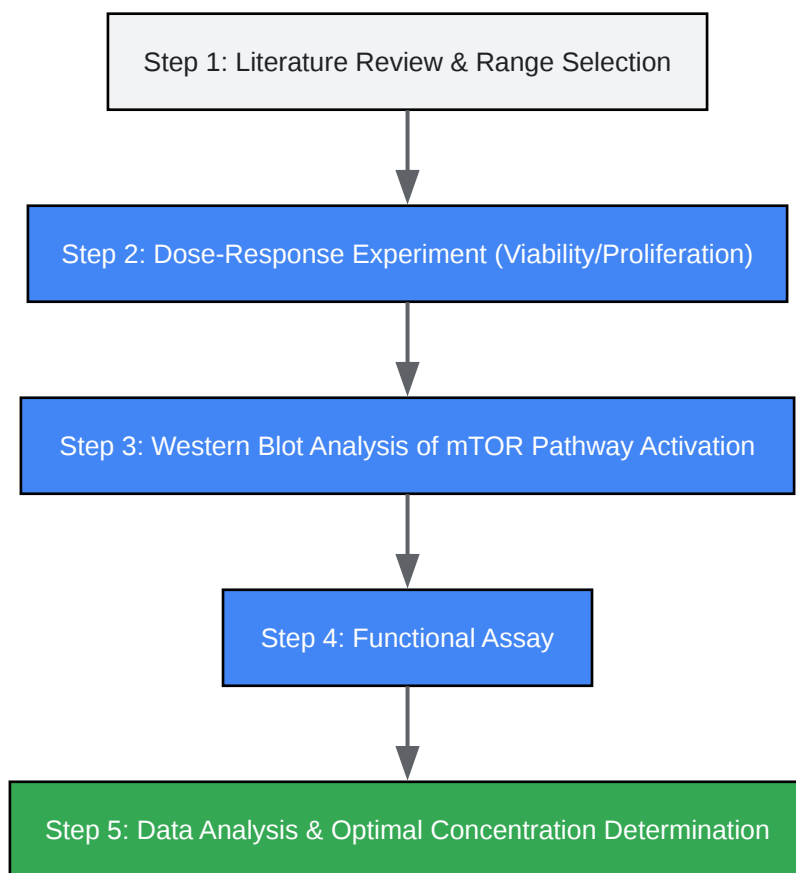 Step 1: Literature Review & Range Selection
Step 2: Dose-Response Experiment (Viability/Proliferation)
Step 3: Western Blot Analysis of mTOR Pathway Activation
Step 4: Functional Assay
Step 5: Data Analysis & Optimal Concentration Determination